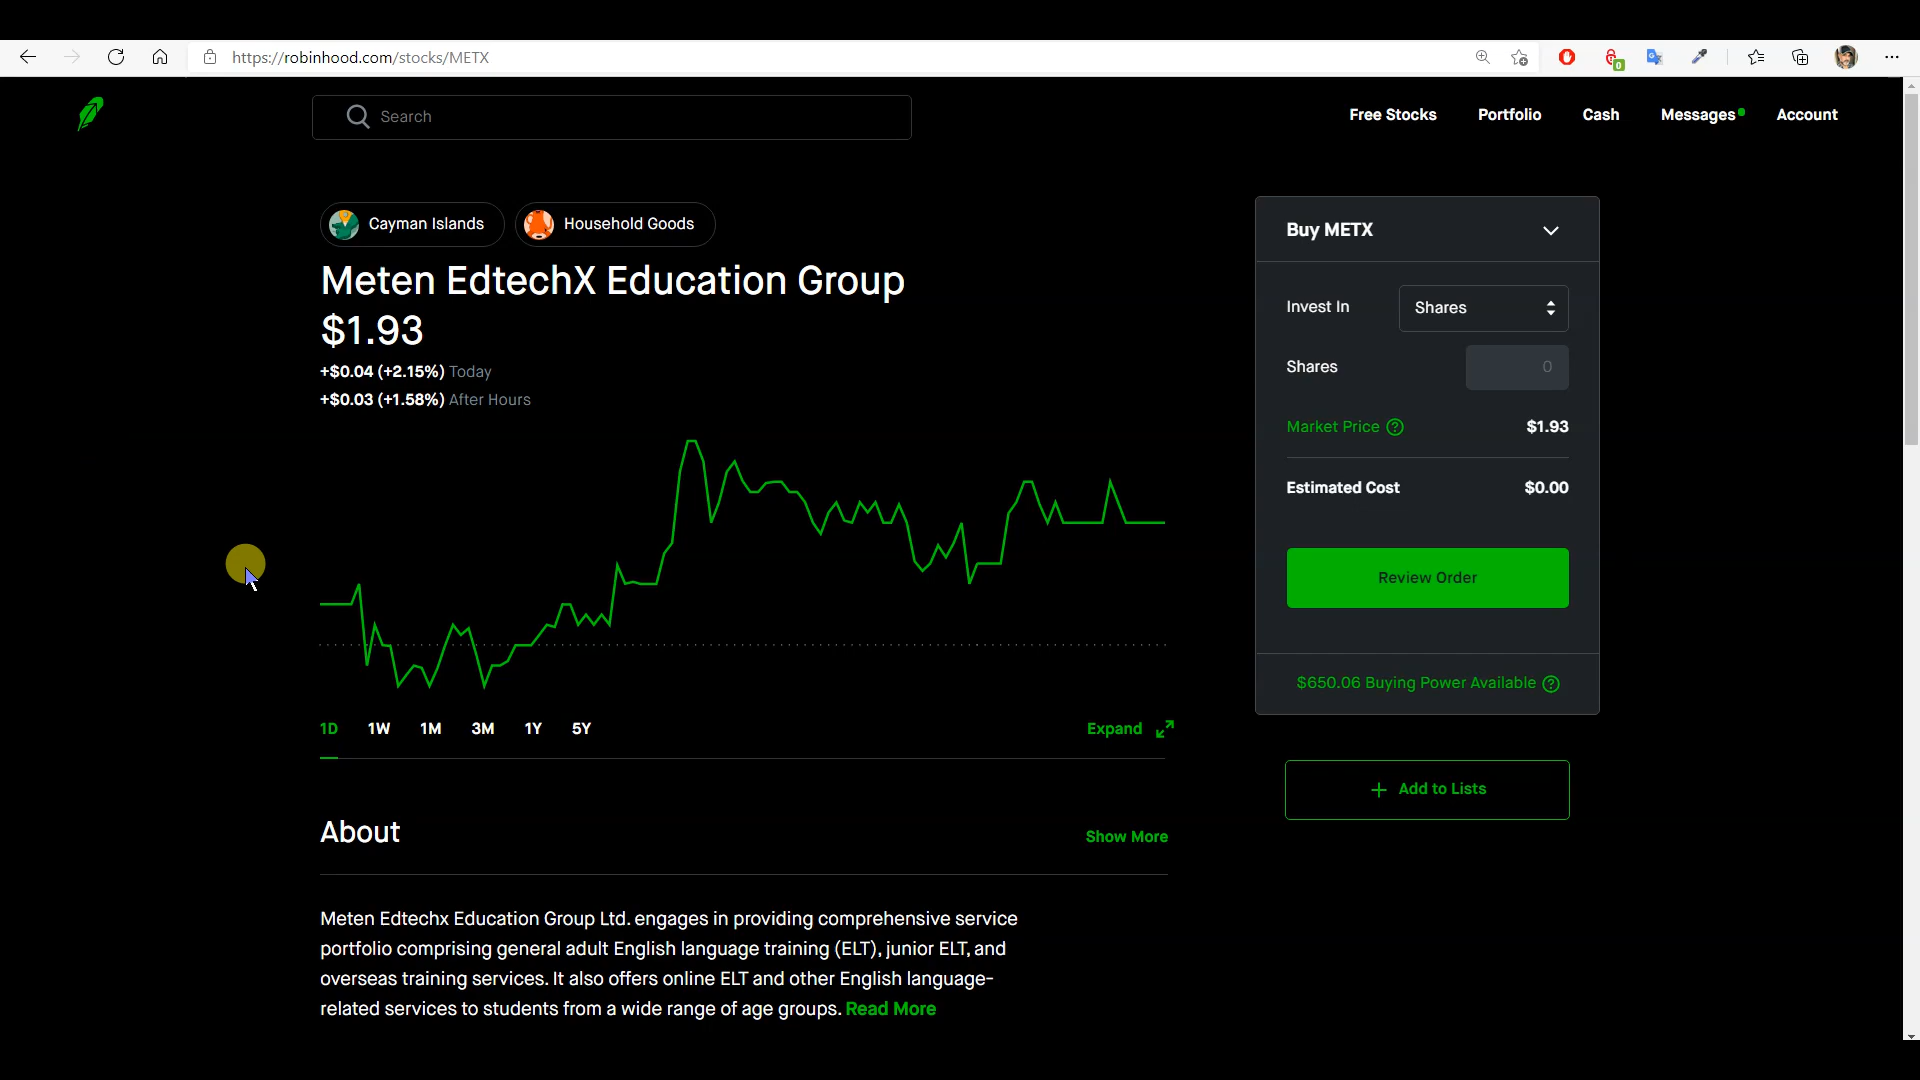 https://robinhood.com/stocks/METX
0
Search
Free Stocks
Portfolio
Cash
Messages
Account
Cayman Islands
Household Goods
Meten EdtechX Education Group
$1.93
+$0.04 (+2.15%) Today
+$0.03 (+1.58%) After Hours
1D
1W
1M
3M
1Y
5Y
Expand
About
Show More
Meten Edtechx Education Group Ltd. engages in providing comprehensive service
portfolio comprising general adult English language training (ELT), junior ELT, and
overseas training services. It also offers online ELT and other English language-
related services to students from a wide range of age groups. Read More
Buy METX
Invest In
Shares
Shares
0
Market Price ?
$1.93
Estimated Cost
$0.00
Review Order
$650.06 Buying Power Available ?
+ Add to Lists